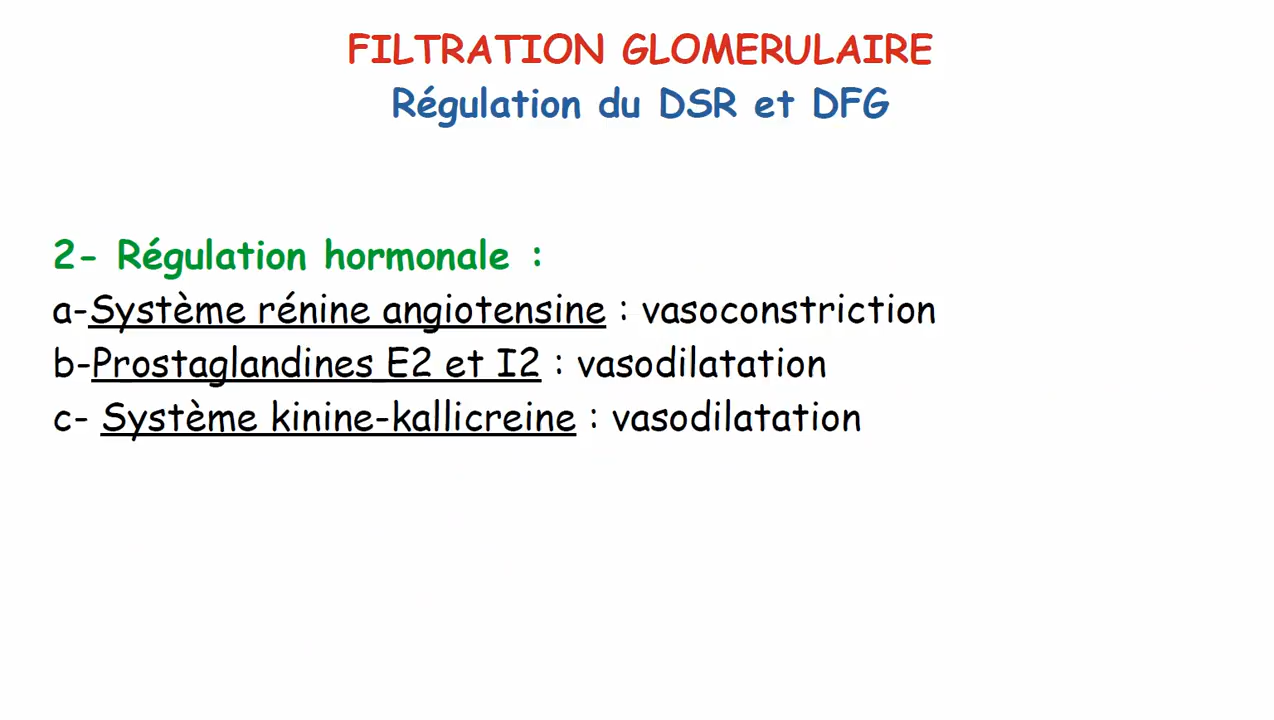 FILTRATION GLOMERULAIRE
Régulation du DSR et DFG
2- Régulation hormonale :
a-Système rénine angiotensine : vasoconstriction
b-Prostaglandines E2 et I2 : vasodilatation
c- Système kinine-kallicreine : vasodilatation